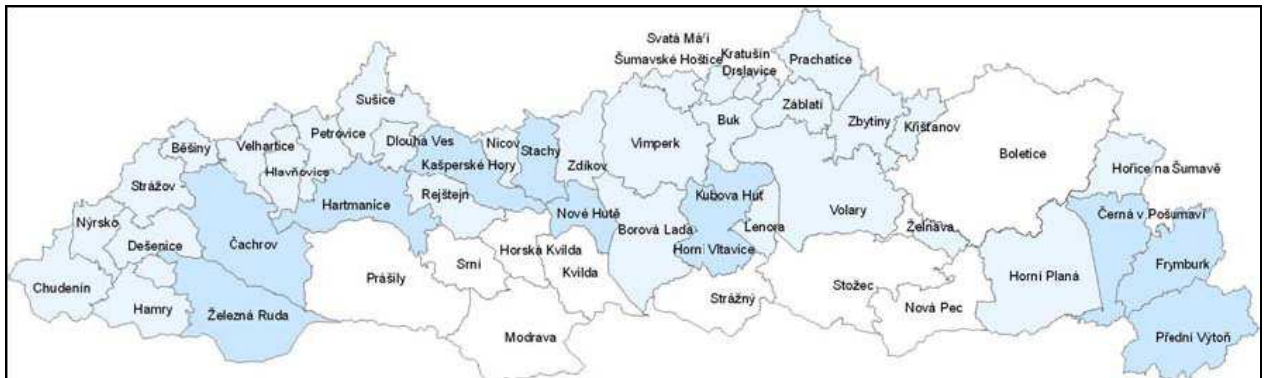 Svatá Máří
Šumavské Hoštice
Kratušín
Drslavice
Prachatice
Sušice
Záblatí
Petrovice
Buk
Zbytiny
Křišťanov
Dlouhá Ves
Nicov
Stachy
Vimperk
Běšiny
Velhartice
Boletice
Kašperské Hory
Zdíkov
Hlavňovice
Hořice na Šumavě
Strážov
Rejštejn
Kubova Huť
Hartmanice
Volary
Nýrsko
Nové Hutě
Černá v Pošumaví
Borová Lada
Lenora
Želnava
Dešenice
Čachrov
Horská Kvilda
Horní Vltavice
Srní
Frymburk
Prášily
Kvilda
Horní Planá
Chudenín
Stožec
Strážný
Hamry
Železná Ruda
Nová Pec
Modrava
Přední Výtoň